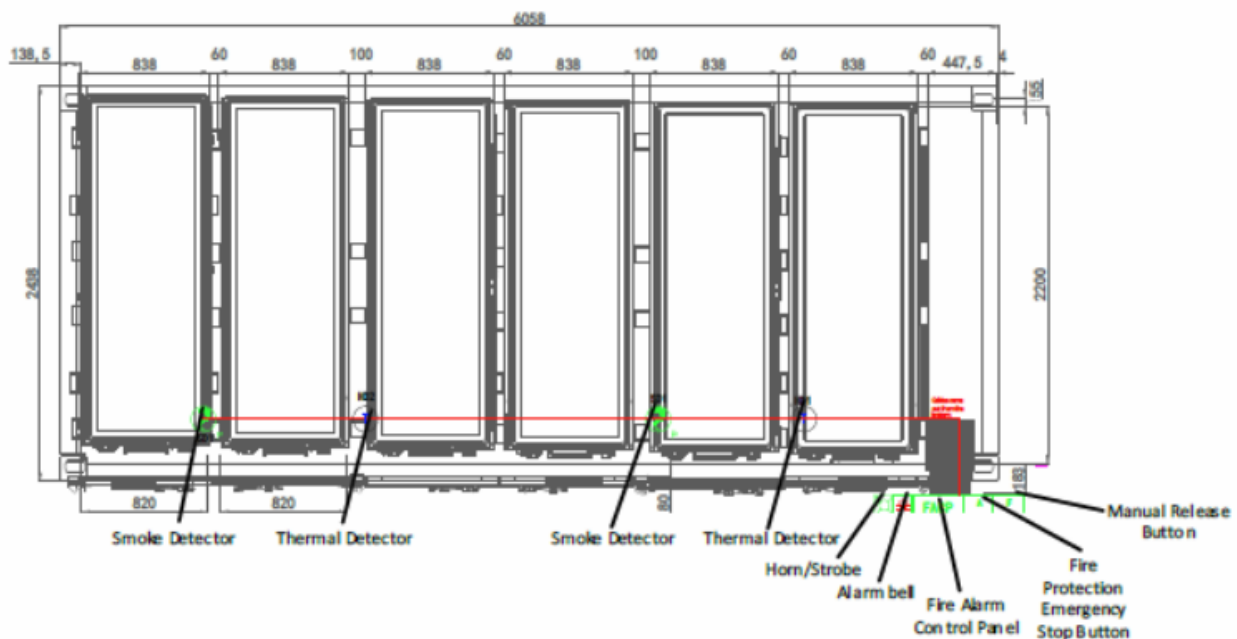 6058
138,5 838 60 838 100 838 60 838 100 838 60 838 60 447,5 4
55
2438
2200
183
820 820 80
FACP
Smoke Detector Thermal Detector Smoke Detector Thermal Detector
Manual Release
Button
Horn/Strobe
Alarm bell
Fire Alarm
Control Panel
Fire
Protection
Emergency
Stop Button